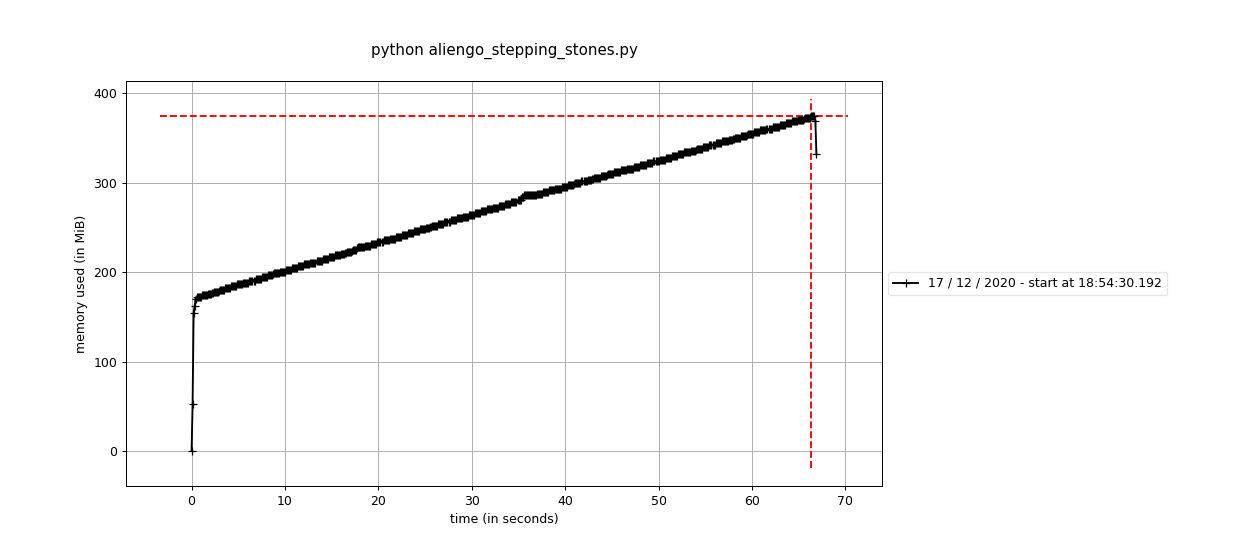 python aliengo_stepping_stones.py
400
300
200
100
0
memory used (in MiB)
0 10 20 30 40 50 60 70
time (in seconds)
17 / 12 / 2020 - start at 18:54:30.192